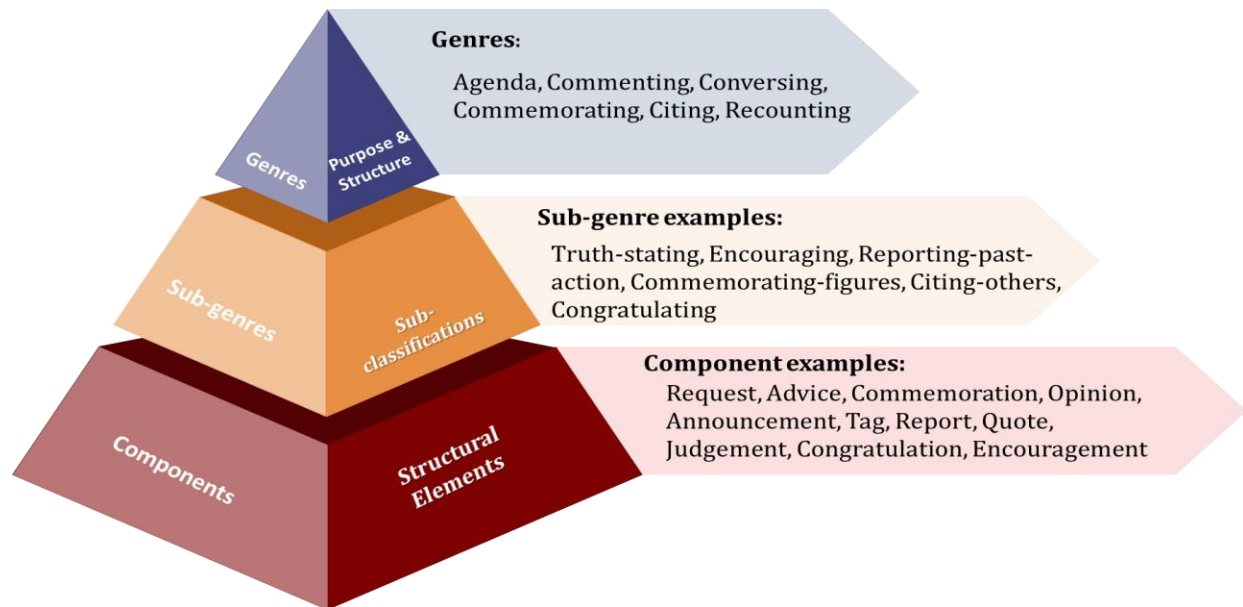 Genres:
Agenda, Commenting, Conversing,
Commemorating, Citing, Recounting
Genres
Purpose &
Structure
Sub-genre examples:
Truth-stating, Encouraging, Reporting-past-
action, Commemorating-figures, Citing-others,
Congratulating
Sub-genres
Sub-
classifications
Component examples:
Request, Advice, Commemoration, Opinion,
Announcement, Tag, Report, Quote,
Judgement, Congratulation, Encouragement
Components
Structural
Elements